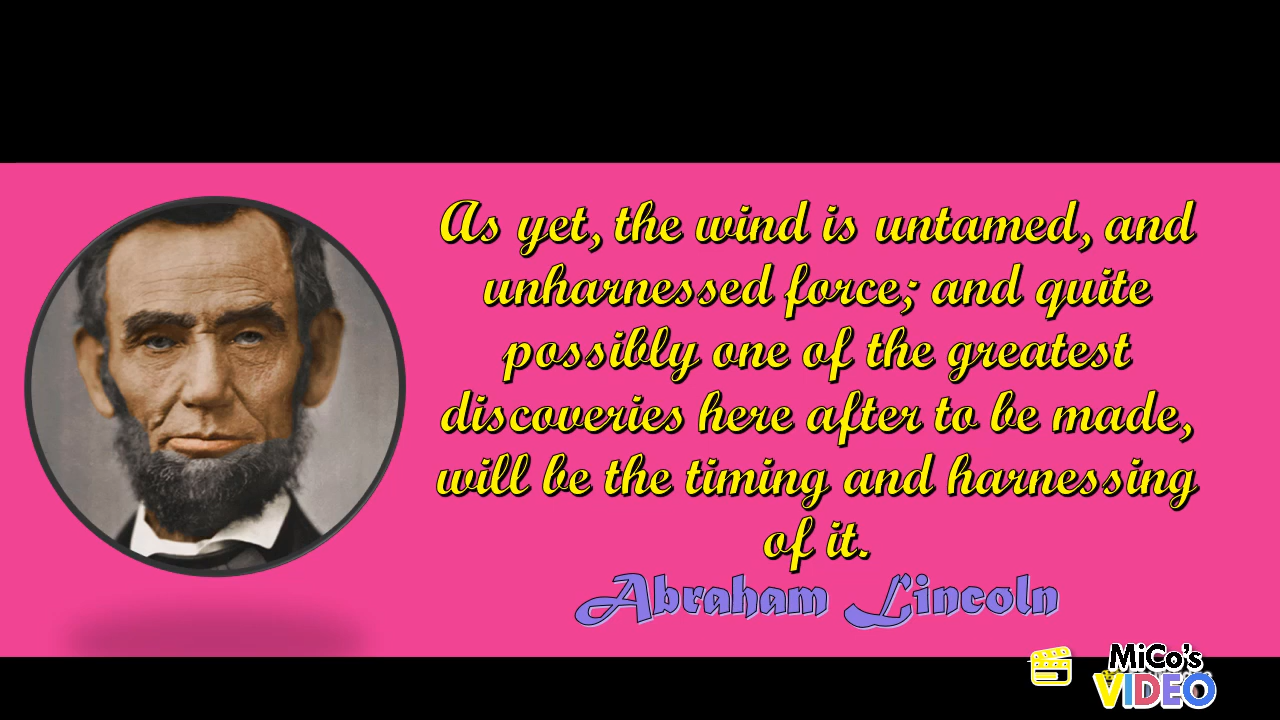 As yet, the wind is untamed, and
unharnessed force; and quite
possibly one of the greatest
discoveries here after to be made,
will be the timing and harnessing
of it.
Abraham Lincoln
MiCo's
VIDEO